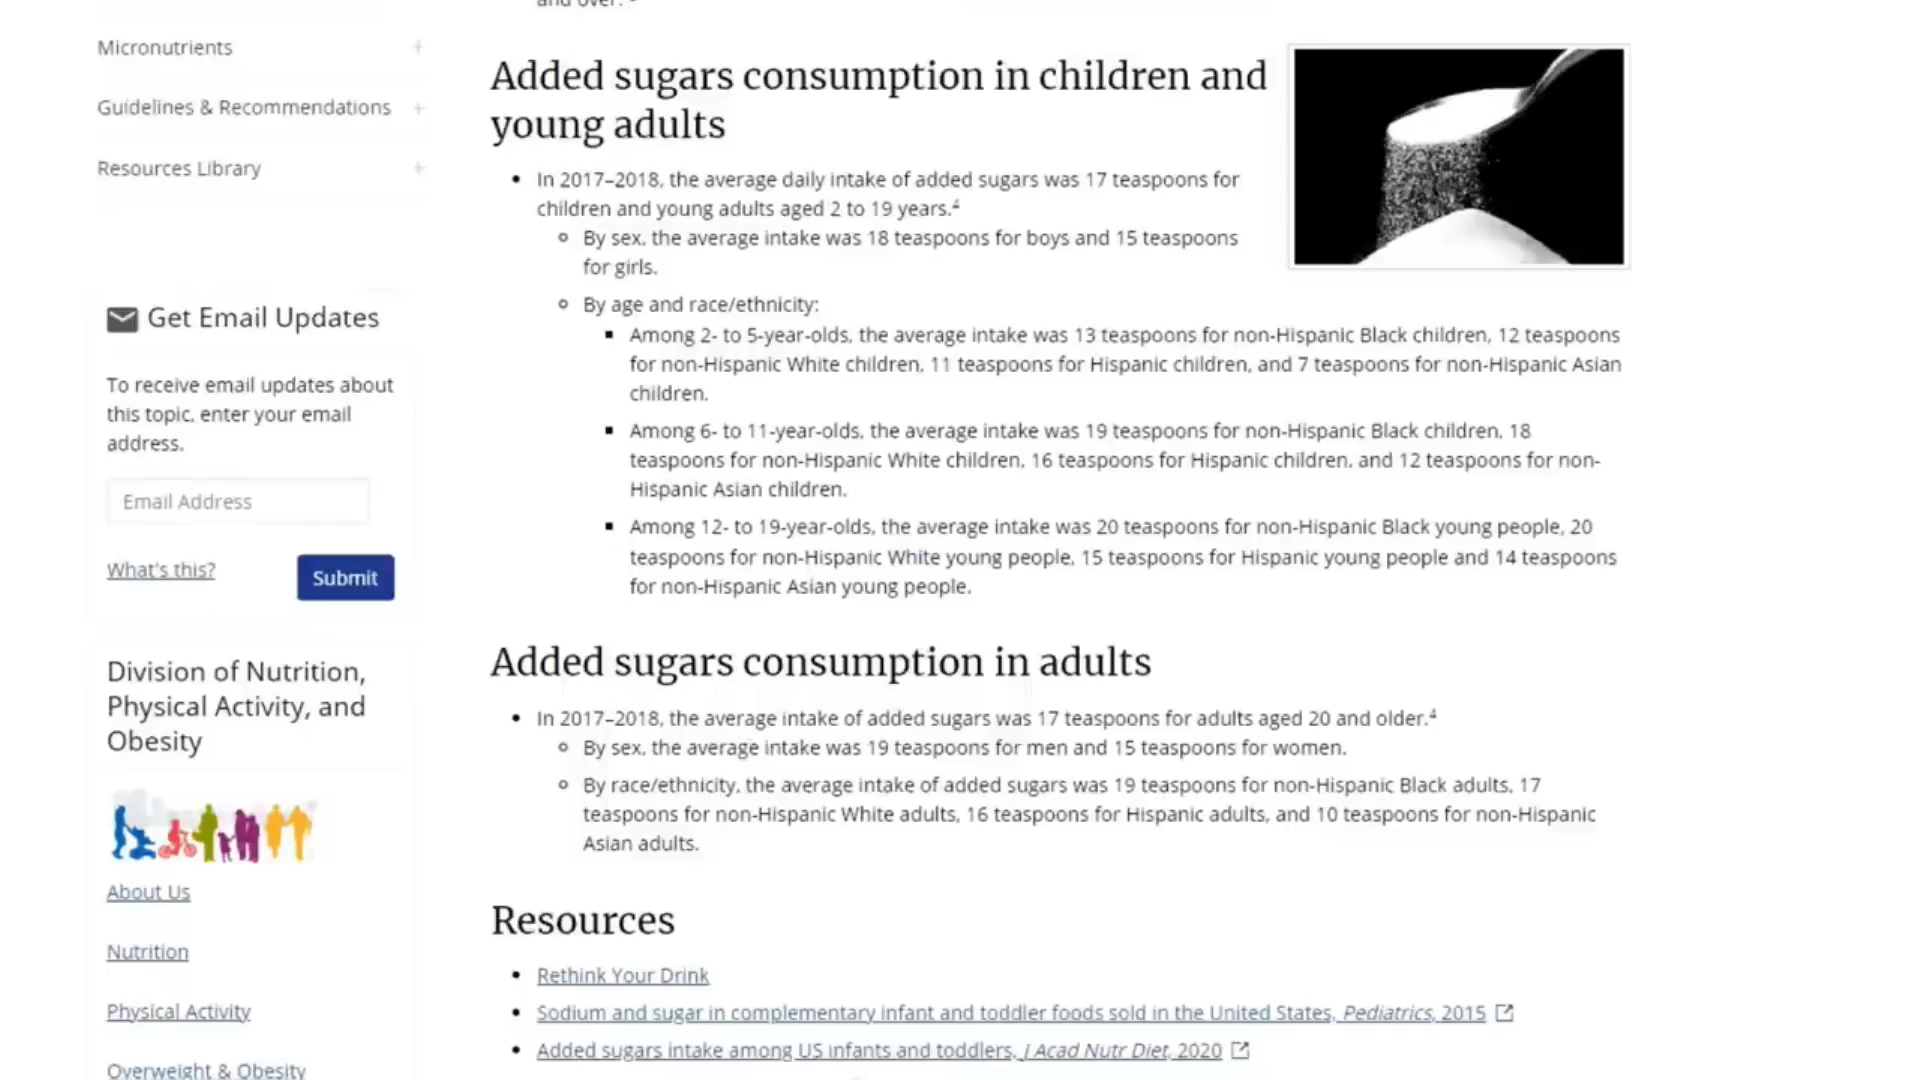 Micronutrients
Guidelines & Recommendations
Resources Library
Get Email Updates
To receive email updates about
this topic, enter your email
address.
Email Address
What's this?
Submit
Division of Nutrition,
Physical Activity, and
Obesity
About Us
Nutrition
Physical Activity
Overweight & Obesity
and over.
Added sugars consumption in children and
young adults
• In 2017–2018, the average daily intake of added sugars was 17 teaspoons for
children and young adults aged 2 to 19 years.4
By sex, the average intake was 18 teaspoons for boys and 15 teaspoons
for girls.
By age and race/ethnicity:
Among 2- to 5-year-olds, the average intake was 13 teaspoons for non-Hispanic Black children, 12 teaspoons
for non-Hispanic White children, 11 teaspoons for Hispanic children, and 7 teaspoons for non-Hispanic Asian
children.
Among 6- to 11-year-olds, the average intake was 19 teaspoons for non-Hispanic Black children, 18
teaspoons for non-Hispanic White children, 16 teaspoons for Hispanic children, and 12 teaspoons for non-
Hispanic Asian children.
Among 12- to 19-year-olds, the average intake was 20 teaspoons for non-Hispanic Black young people, 20
teaspoons for non-Hispanic White young people, 15 teaspoons for Hispanic young people and 14 teaspoons
for non-Hispanic Asian young people.
Added sugars consumption in adults
• In 2017–2018, the average intake of added sugars was 17 teaspoons for adults aged 20 and older.4
By sex, the average intake was 19 teaspoons for men and 15 teaspoons for women.
By race/ethnicity, the average intake of added sugars was 19 teaspoons for non-Hispanic Black adults, 17
teaspoons for non-Hispanic White adults, 16 teaspoons for Hispanic adults, and 10 teaspoons for non-Hispanic
Asian adults.
Resources
• Rethink Your Drink
• Sodium and sugar in complementary infant and toddler foods sold in the United States, Pediatrics, 2015
• Added sugars intake among US infants and toddlers, J Acad Nutr Diet, 2020